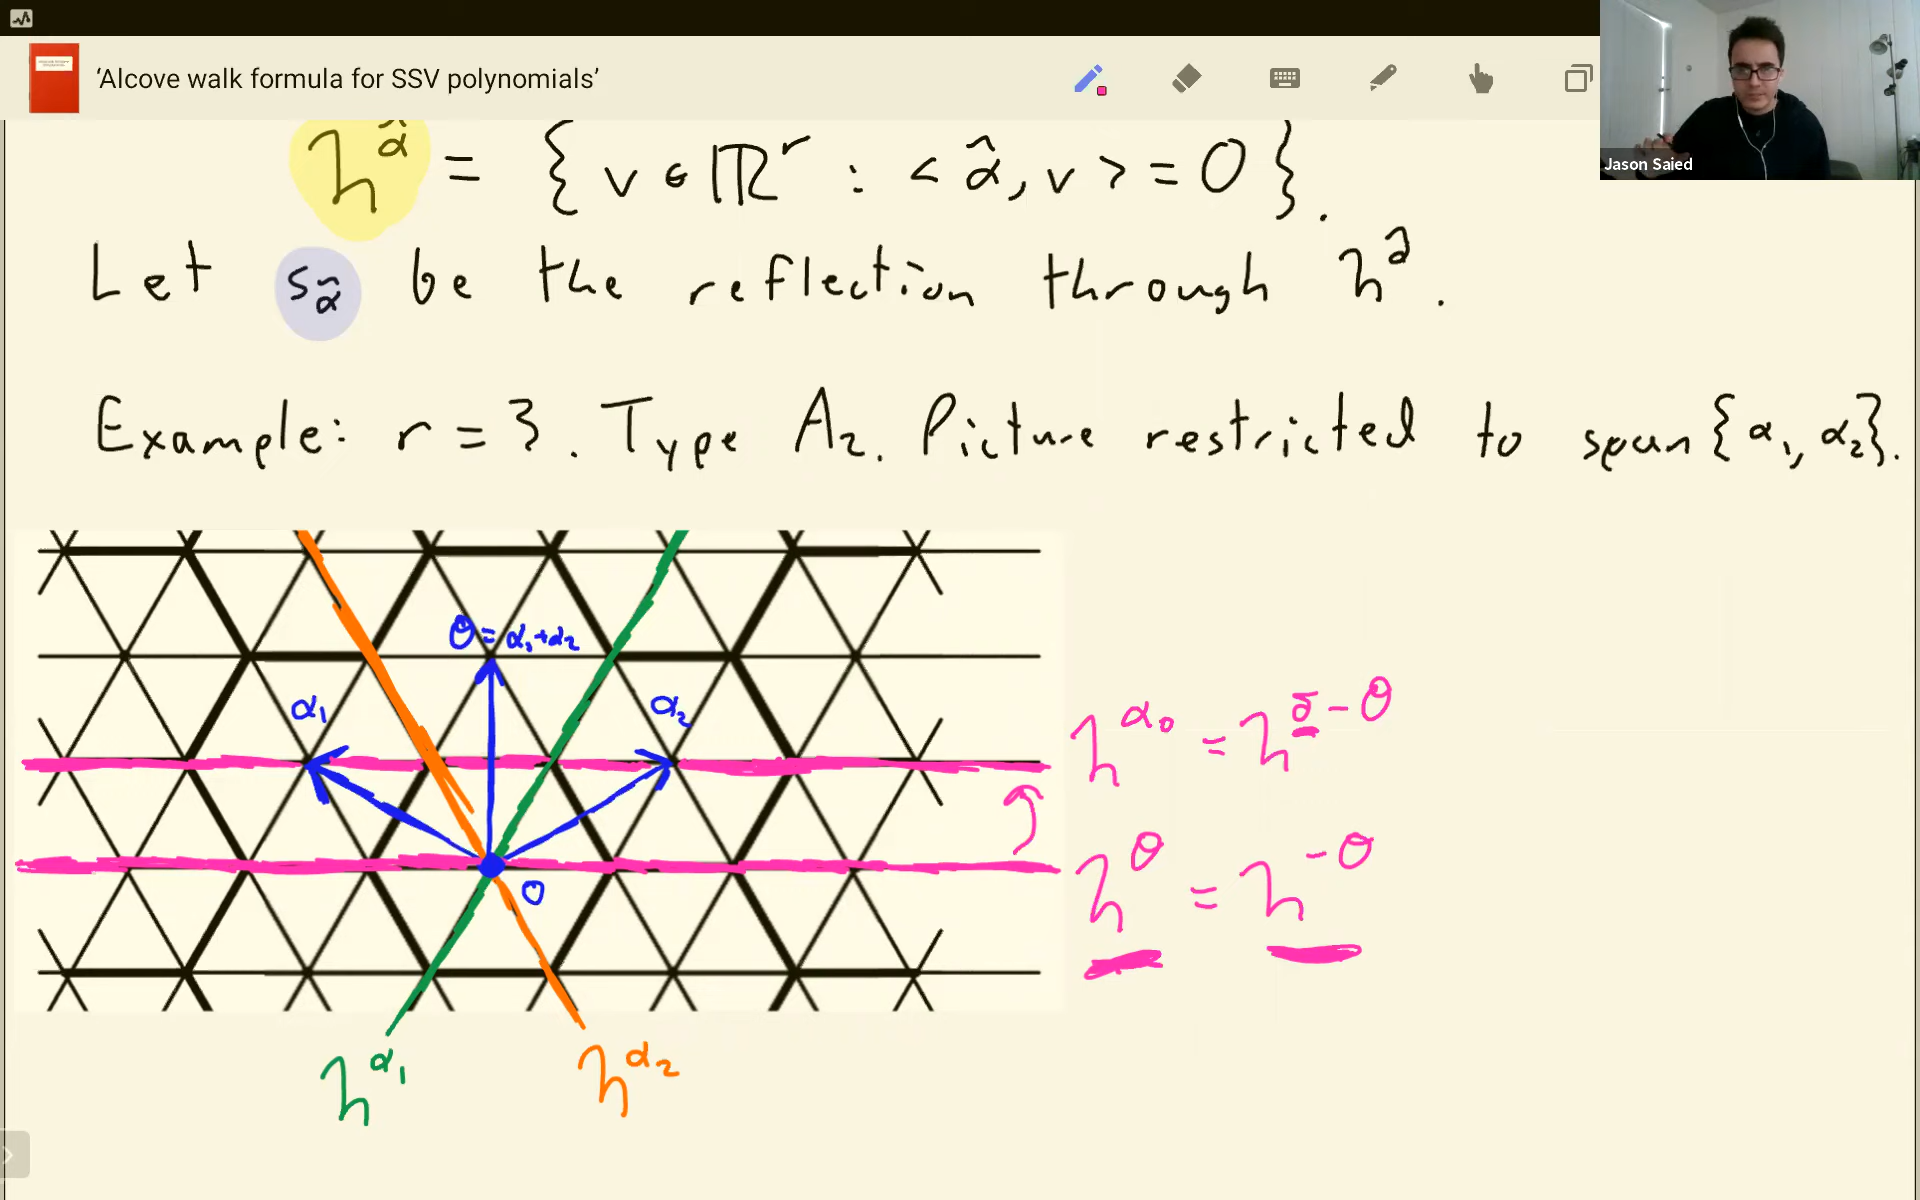 'Alcove walk formula for SSV polynomials'
Jason Saied
h^α̂ = { v ∈ ℝ^r : < α̂, v > = 0 }.
Let s_α̂ be the reflection through h^α̂.
Example: r = 3. Type A₂. Picture restricted to span{α₁, α₂}.
θ = α₁+α₂
α₁
α₂
h^α₀ = h^δ-θ
0
h^θ = h^-θ
h^α₁
h^α₂